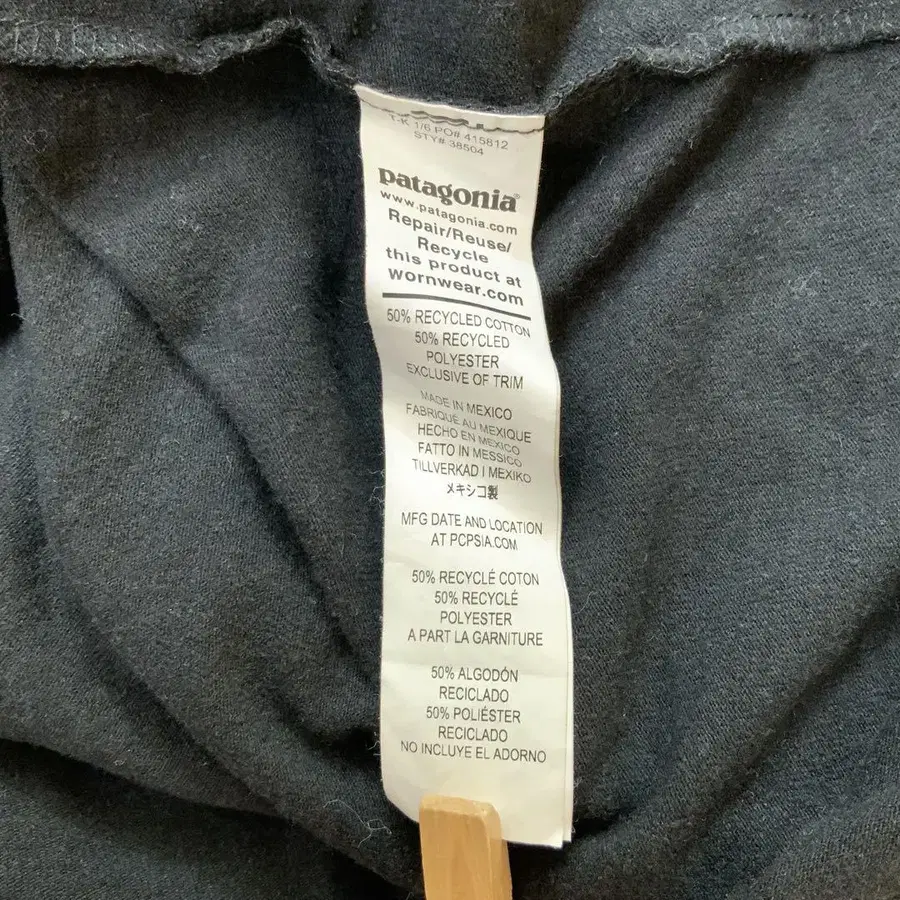 T-K 1/6 PO# 415812
STY# 38504
patagonia®
www.patagonia.com
Repair/Reuse/
Recycle
this product at
wornwear.com
50% RECYCLED COTTON
50% RECYCLED
POLYESTER
EXCLUSIVE OF TRIM
MADE IN MEXICO
FABRIQUÉ AU MEXIQUE
HECHO EN MEXICO
FATTO IN MESSICO
TILLVERKAD I MEXIKO
メキシコ製
MFG DATE AND LOCATION
AT PCPSIA.COM
50% RECYCLÉ COTON
50% RECYCLÉ
POLYESTER
A PART LA GARNITURE
50% ALGODÓN
RECICLADO
50% POLIÉSTER
RECICLADO
NO INCLUYE EL ADORNO